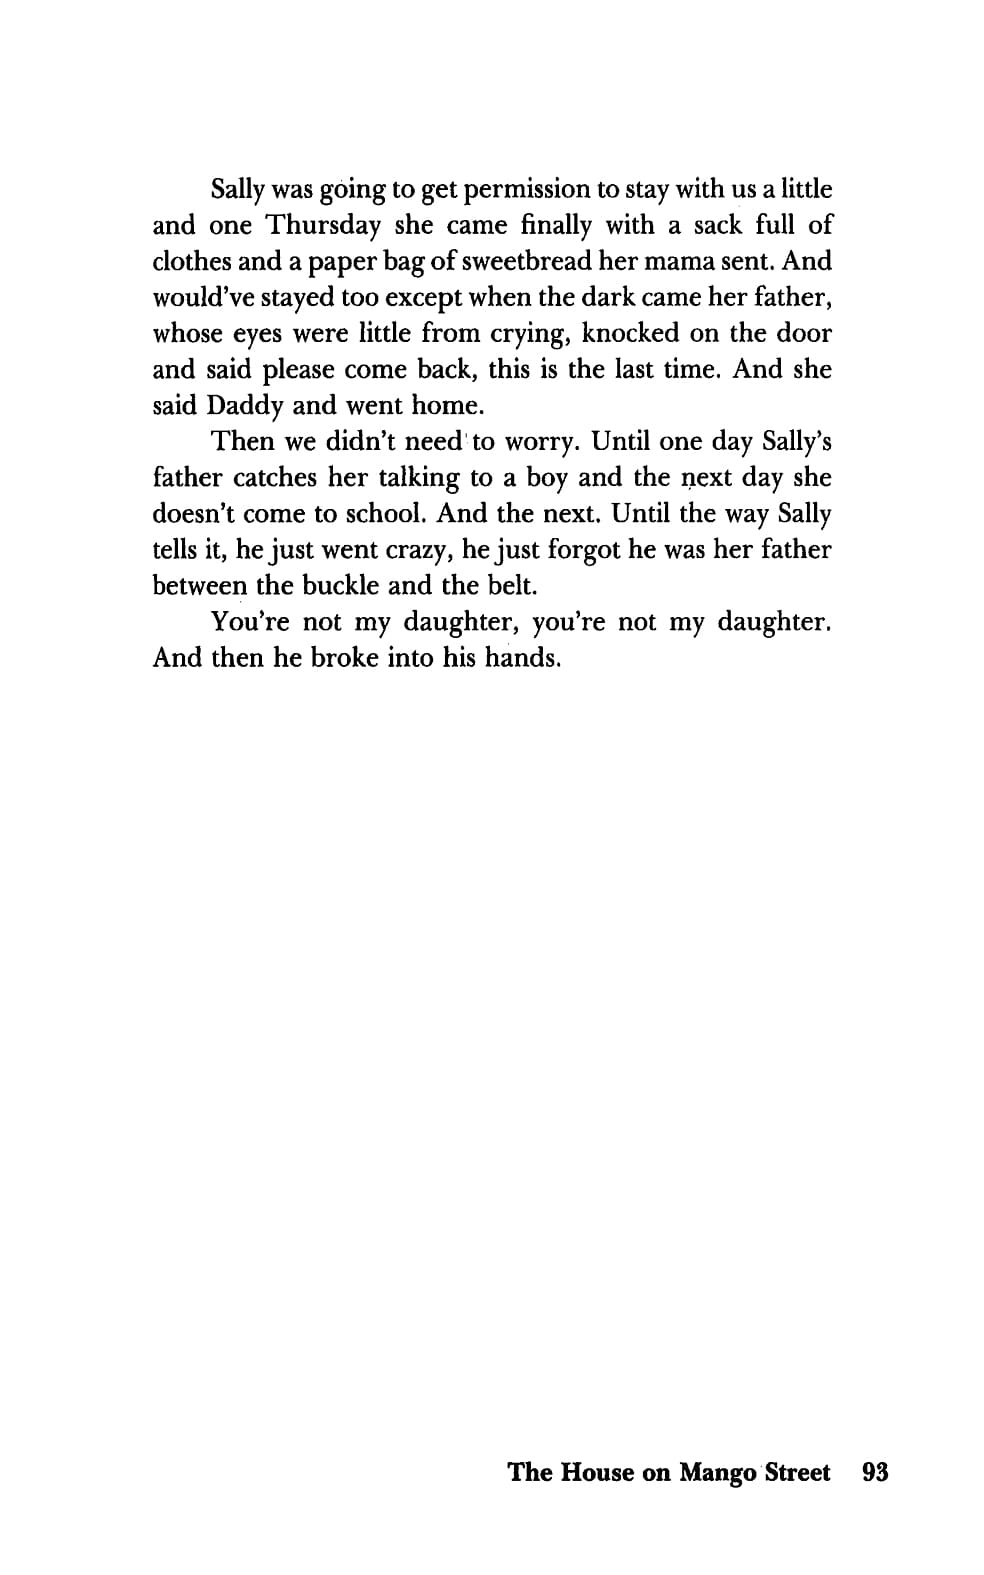 Sally was going to get permission to stay with us a little
and one Thursday she came finally with a sack full of
clothes and a paper bag of sweetbread her mama sent. And
would've stayed too except when the dark came her father,
whose eyes were little from crying, knocked on the door
and said please come back, this is the last time. And she
said Daddy and went home.
Then we didn't need to worry. Until one day Sally's
father catches her talking to a boy and the next day she
doesn't come to school. And the next. Until the way Sally
tells it, he just went crazy, he just forgot he was her father
between the buckle and the belt.
You're not my daughter, you're not my daughter.
And then he broke into his hands.
The House on Mango Street 93